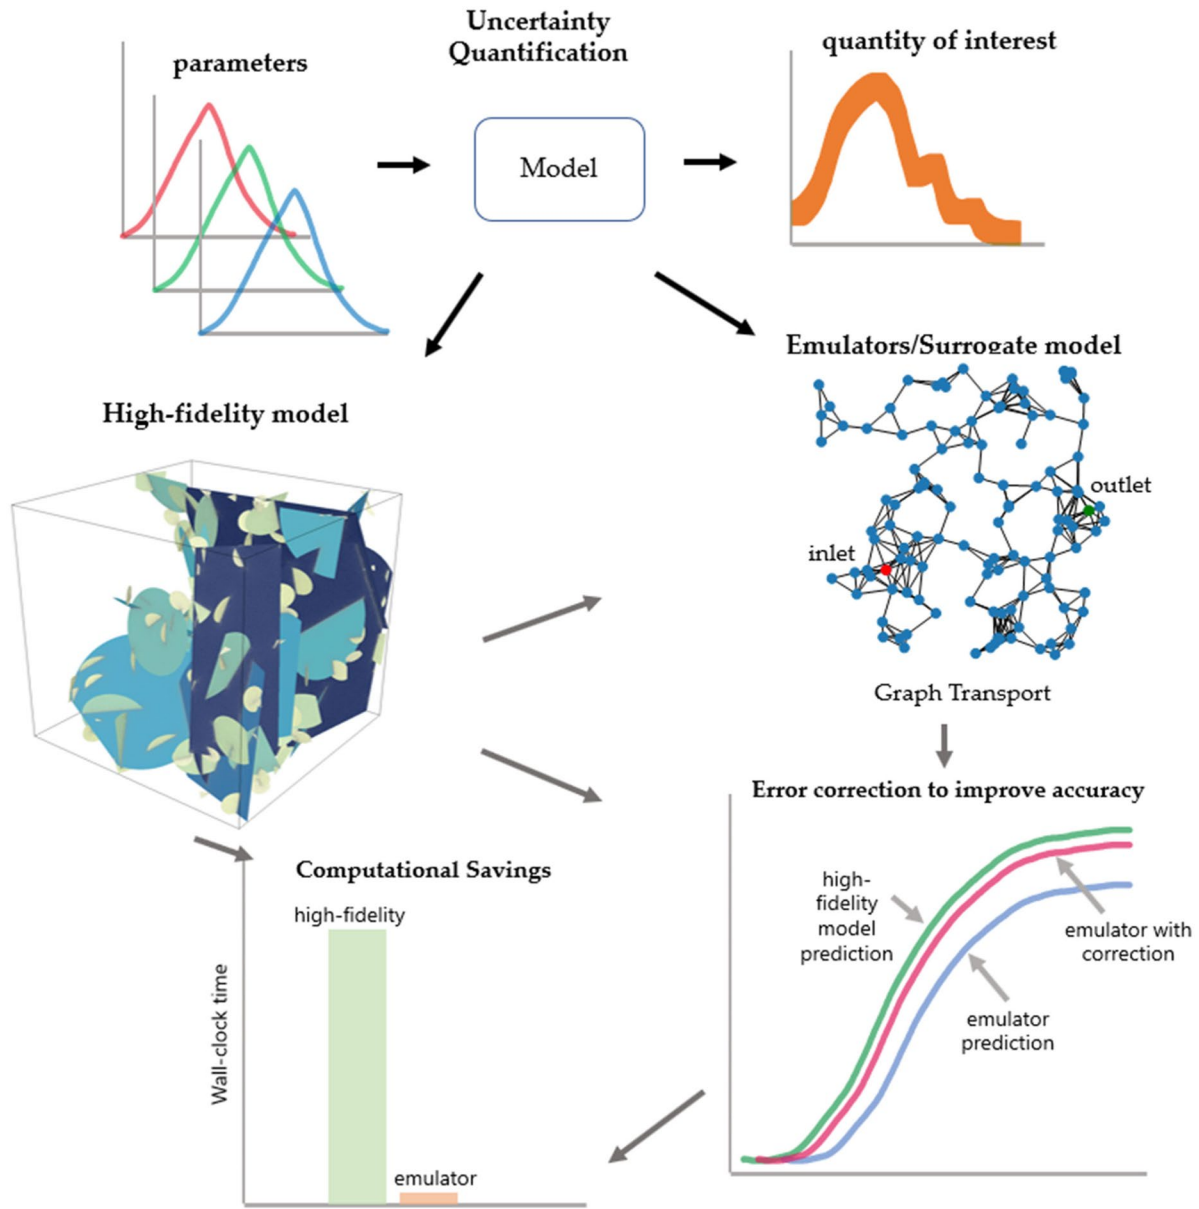 Uncertainty
Quantification
parameters
quantity of interest
Model
Emulators/Surrogate model
High-fidelity model
outlet
inlet
Graph Transport
Error correction to improve accuracy
Computational Savings
high-fidelity
Wall-clock time
emulator
high-
fidelity
model
prediction
emulator with
correction
emulator
prediction